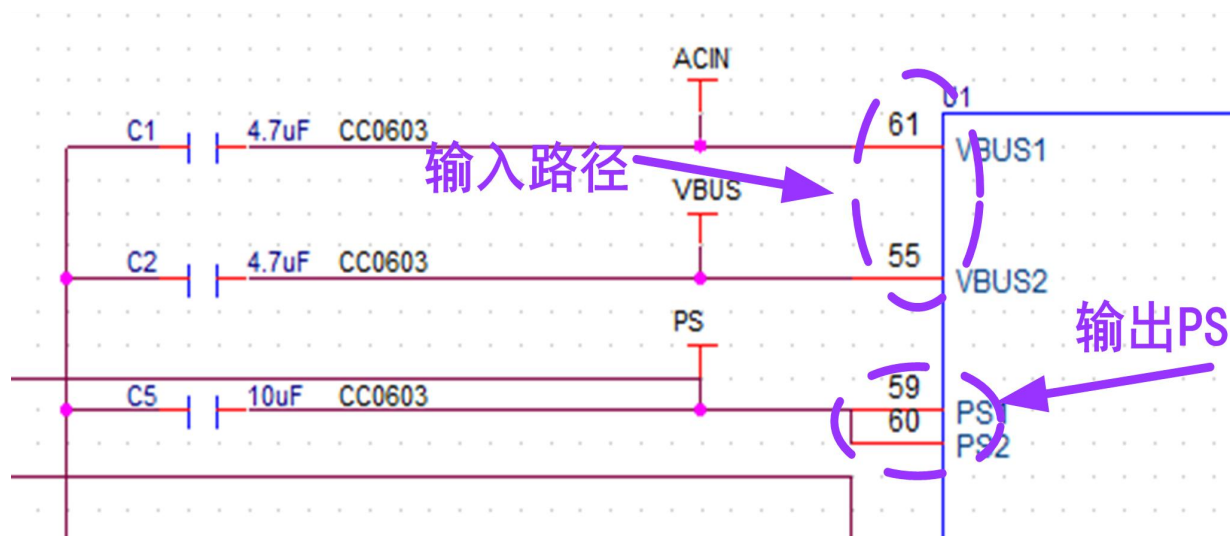 ACIN
U1
C1 4.7uF CC0603
61
VBUS1
输入路径
VBUS
C2 4.7uF CC0603
55
VBUS2
PS
输出PS
C5 10uF CC0603
59
PS1
60
PS2